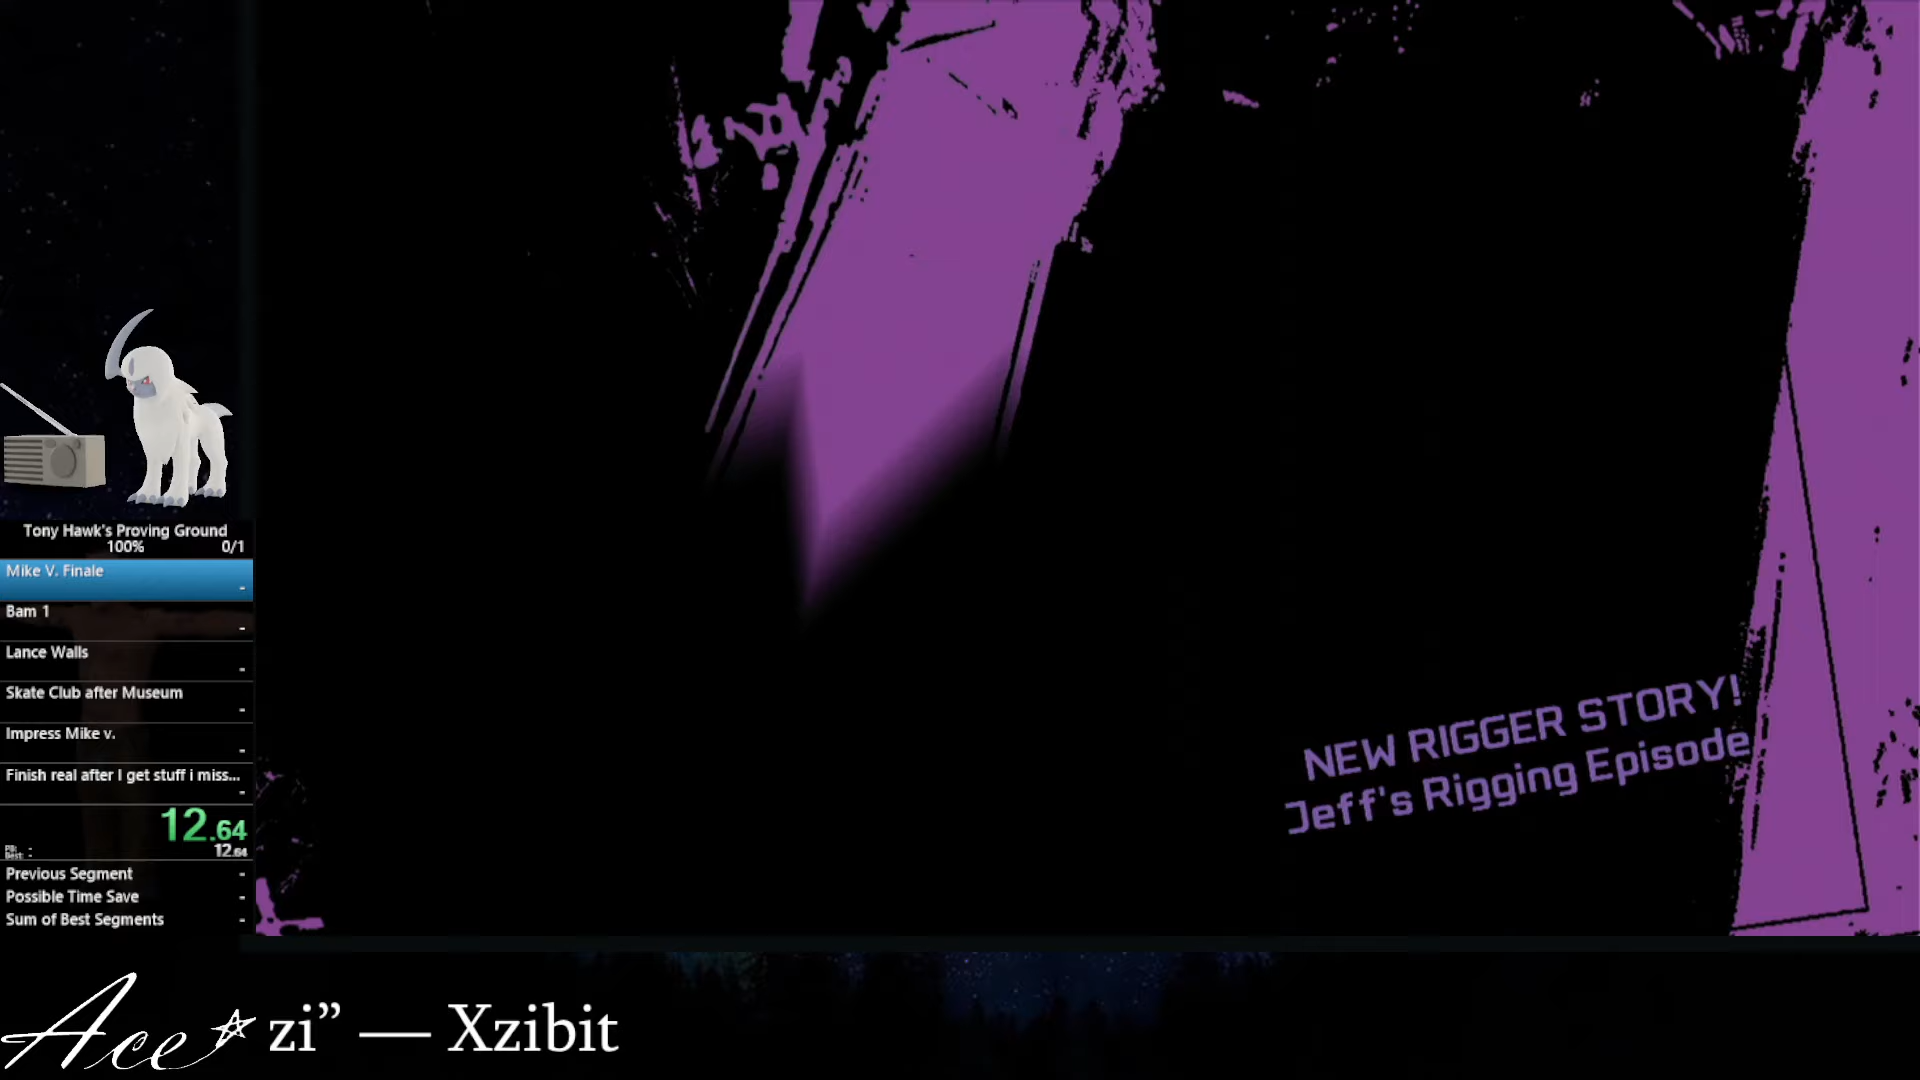 Tony Hawk's Proving Ground
100% 0/1
Mike V. Finale
-
Bam 1
-
Lance Walls
-
Skate Club after Museum
-
Impress Mike v.
-
Finish real after I get stuff i miss...
-
12.64
PB: -
Best: -
12.64
Previous Segment -
Possible Time Save -
Sum of Best Segments -
NEW RIGGER STORY!
Jeff's Rigging Episode
Ace zi” — Xzibit